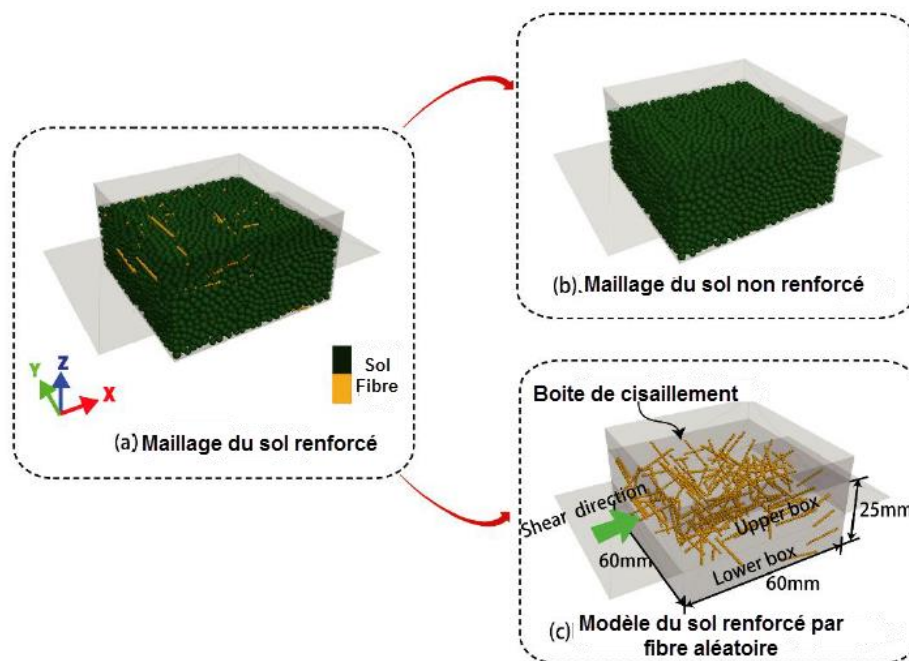 Y
Z
X
Sol
Fibre
(a) Maillage du sol renforcé
(b). Maillage du sol non renforcé
Boite de cisaillement
Shear direction
Upper box
Lower box
25mm
60mm
60mm
(c) Modèle du sol renforcé par
fibre aléatoire